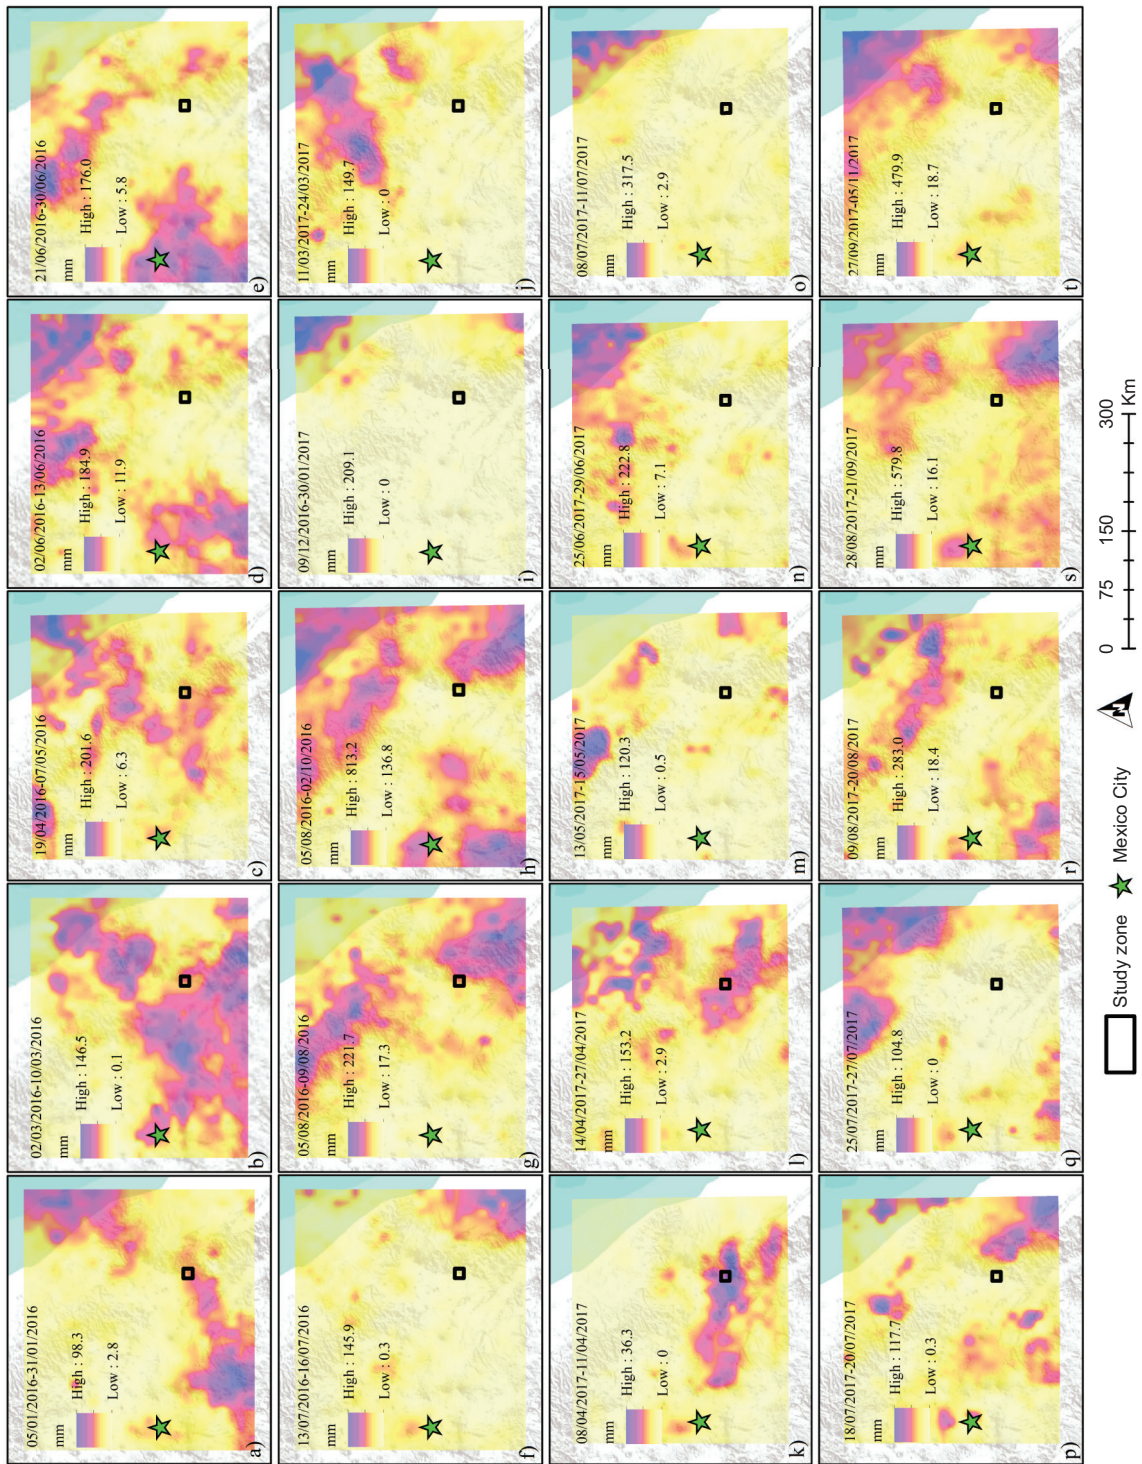 05/01/2016-31/01/2016
mm
High : 98.3
Low : 2.8
a)
02/03/2016-10/03/2016
mm
High : 146.5
Low : 0.1
b)
19/04/2016-07/05/2016
mm
High : 201.6
Low : 6.3
c)
02/06/2016-13/06/2016
mm
High : 184.9
Low : 11.9
d)
21/06/2016-30/06/2016
mm
High : 176.0
Low : 5.8
e)
13/07/2016-16/07/2016
High : 145.9
Low : 0.3
f)
05/08/2016-09/08/2016
High : 221.7
Low : 17.3
g)
05/08/2016-02/10/2016
mm
High : 813.2
Low : 136.8
h)
09/12/2016-30/01/2017
mm
High : 209.1
Low : 0
i)
11/03/2017-24/03/2017
mm
High : 149.7
Low : 0
j)
08/04/2017-11/04/2017
mm
High : 36.3
Low : 0
k)
14/04/2017-27/04/2017
mm
High : 153.2
Low : 2.9
l)
13/05/2017-15/05/2017
mm
High : 120.3
Low : 0.5
m)
25/06/2017-29/06/2017
mm
High : 222.8
Low : 7.1
n)
08/07/2017-11/07/2017
mm
High : 317.5
Low : 2.9
o)
18/07/2017-20/07/2017
mm
High : 117.7
Low : 0.3
p)
25/07/2017-27/07/2017
mm
High : 104.8
Low : 0
q)
09/08/2017-20/08/2017
mm
High : 283.0
Low : 18.4
r)
28/08/2017-21/09/2017
mm
High : 579.8
Low : 16.1
s)
27/09/2017-05/11/2017
mm
High : 479.9
Low : 18.7
t)
Study zone
Mexico City
N
0 75 150 300
Km